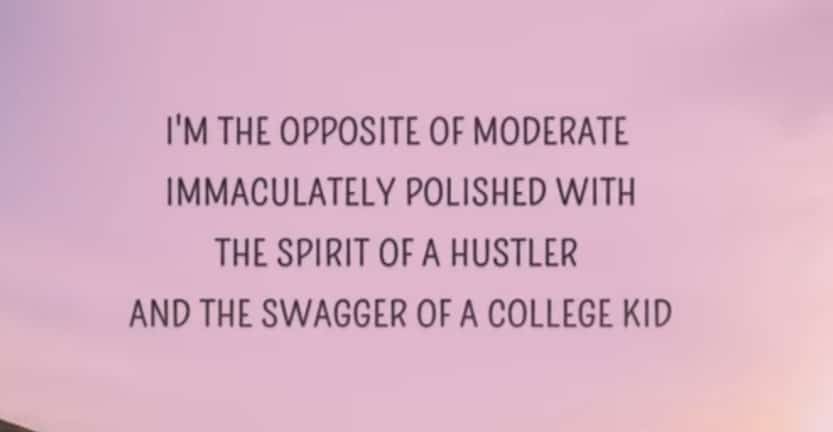 I'M THE OPPOSITE OF MODERATE
IMMACULATELY POLISHED WITH
THE SPIRIT OF A HUSTLER
AND THE SWAGGER OF A COLLEGE KID